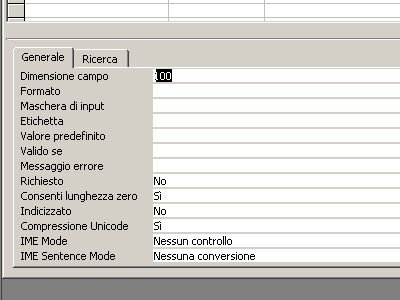 Generale Ricerca
Dimensione campo 100
Formato
Maschera di input
Etichetta
Valore predefinito
Valido se
Messaggio errore
Richiesto No
Consenti lunghezza zero Sì
Indicizzato No
Compressione Unicode Sì
IME Mode Nessun controllo
IME Sentence Mode Nessuna conversione